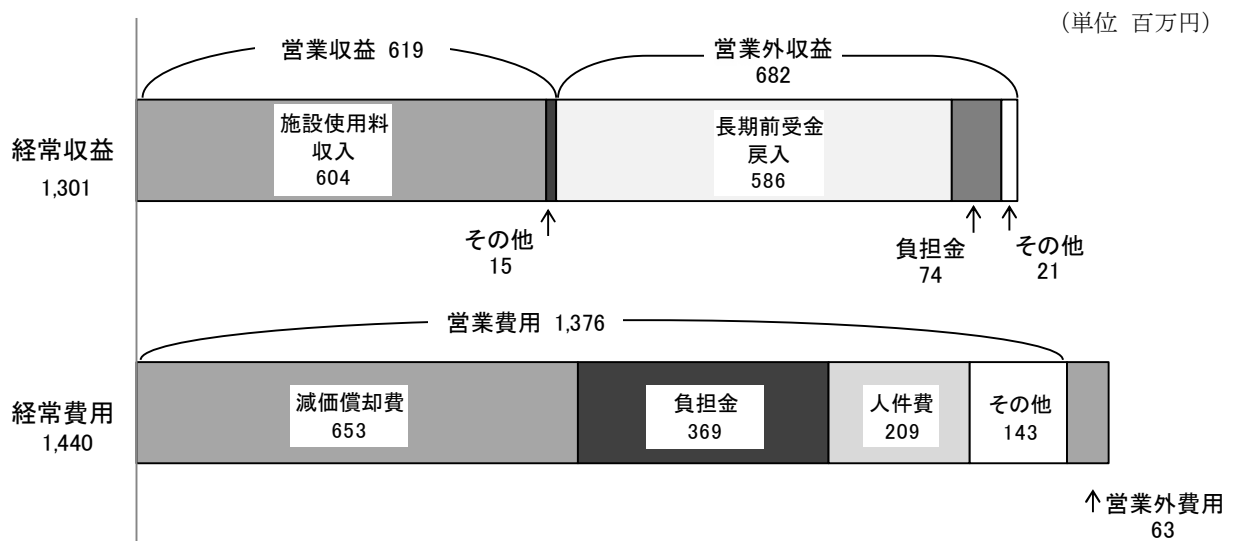 (単位 百万円)
営業収益 619
営業外収益
682
経常収益
1,301
施設使用料
収入
604
長期前受金
戻入
586
その他
15
負担金
74
その他
21
営業費用 1,376
経常費用
1,440
減価償却費
653
負担金
369
人件費
209
その他
143
↑営業外費用
63